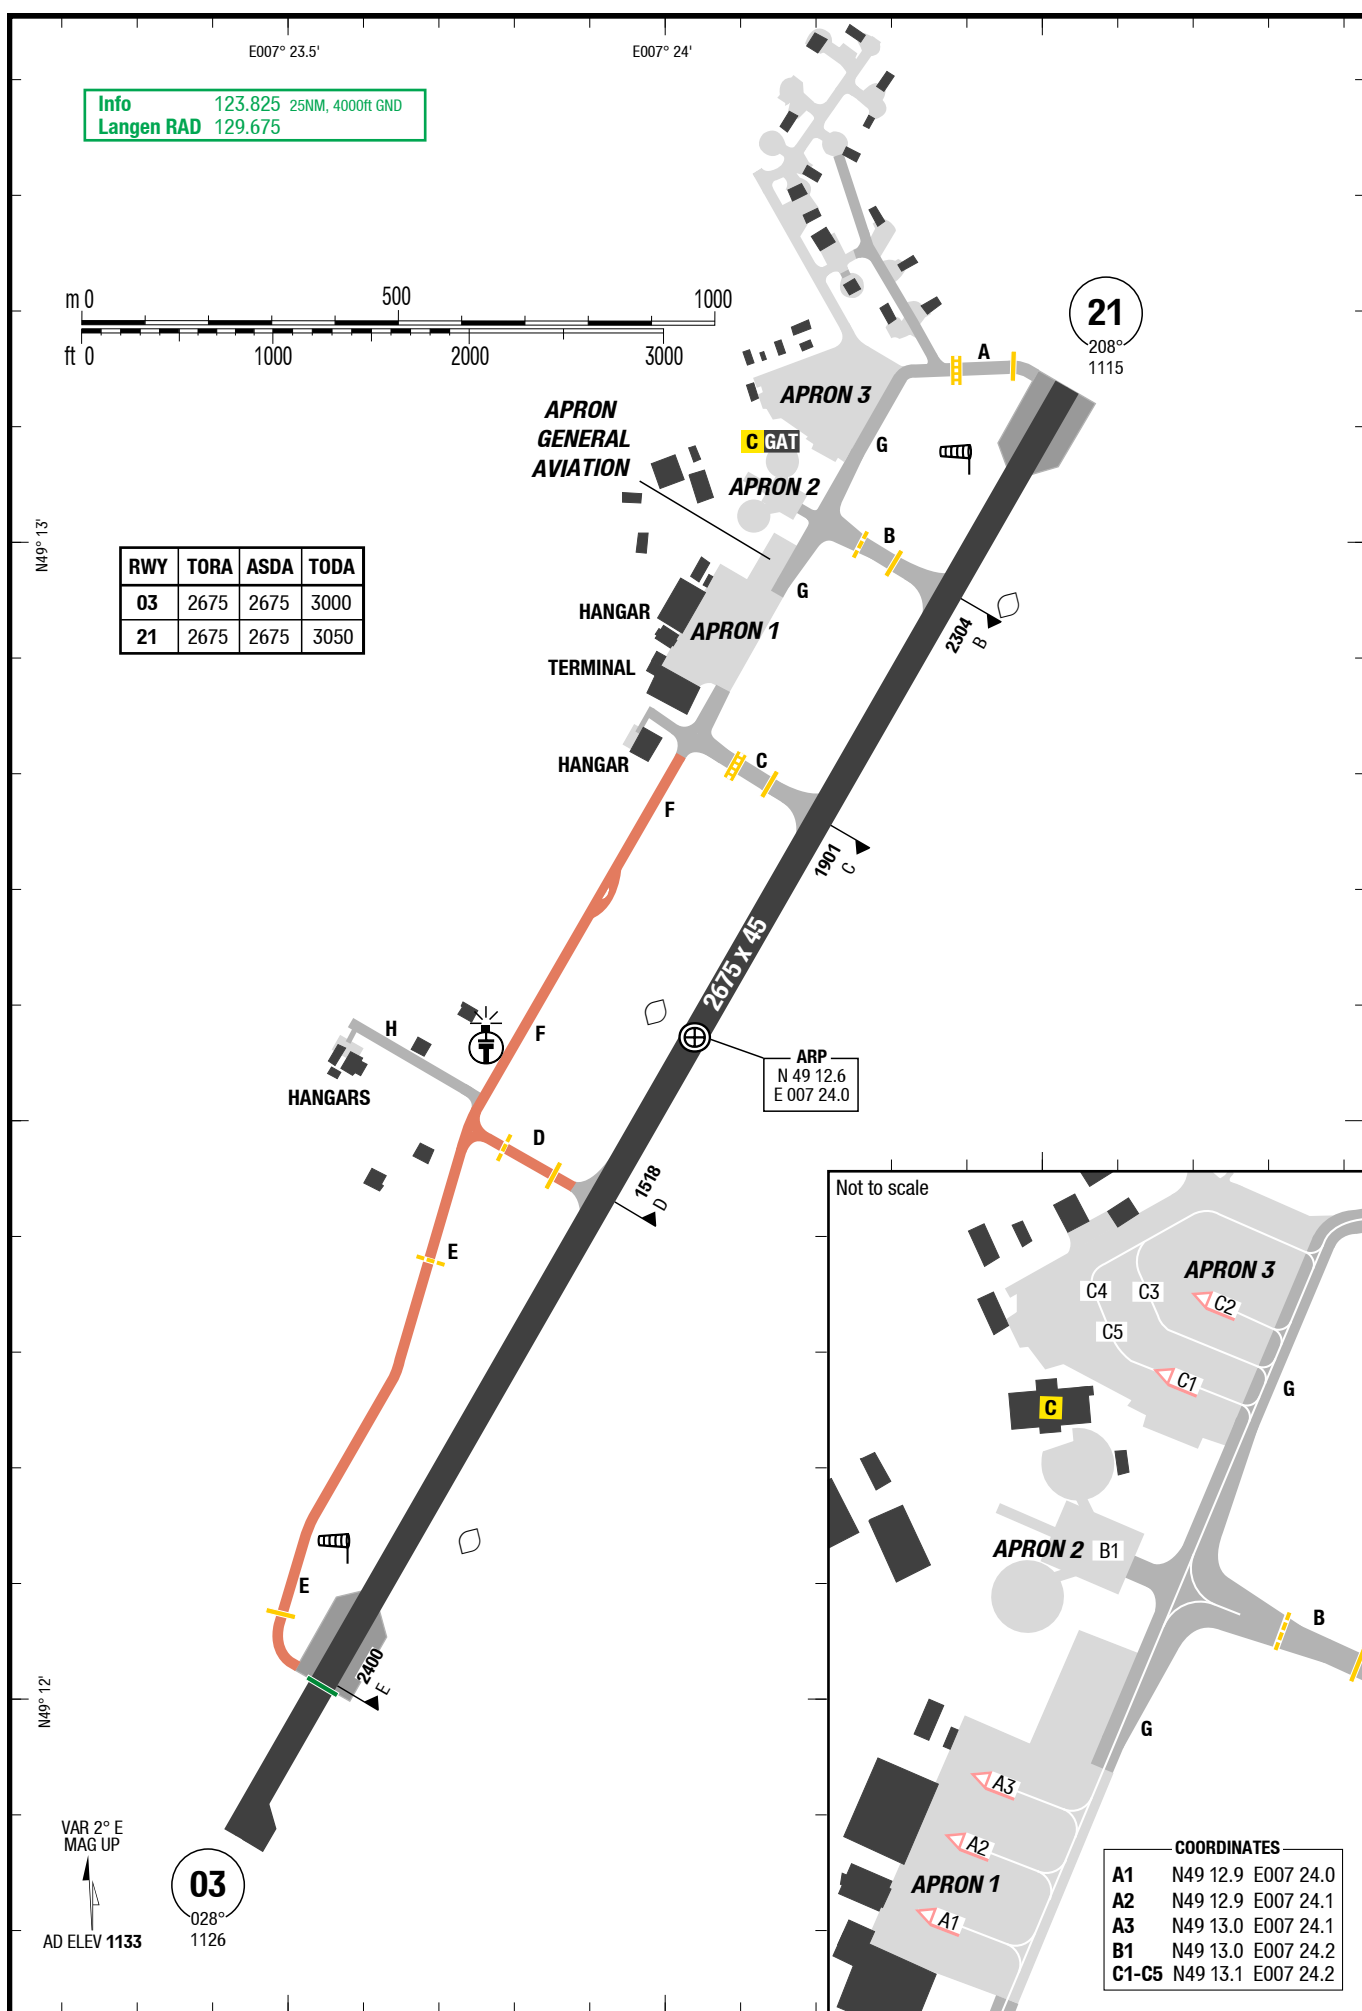 E007° 23.5'
E007° 24'
Info 123.825 25NM, 4000ft GND
Langen RAD 129.675
m 0 500 1000
ft 0 1000 2000 3000
21
208°
1115
A
APRON 3
APRON
GENERAL
AVIATION
C GAT
G
APRON 2
N49° 13'
B
RWY TORA ASDA TODA
03 2675 2675 3000
21 2675 2675 3050
G
HANGAR
APRON 1
2304
B
TERMINAL
HANGAR
C
F
1901
C
2675 x 45
H
F
ARP
N 49 12.6
E 007 24.0
HANGARS
D
1518
D
E
E
2400
E
N49° 12'
VAR 2° E
MAG UP
AD ELEV 1133
03
028°
1126
Not to scale
APRON 3
C4
C3
C2
C5
C1
G
C
APRON 2
B1
B
G
A3
A2
APRON 1
A1
COORDINATES
A1 N49 12.9 E007 24.0
A2 N49 12.9 E007 24.1
A3 N49 13.0 E007 24.1
B1 N49 13.0 E007 24.2
C1-C5 N49 13.1 E007 24.2